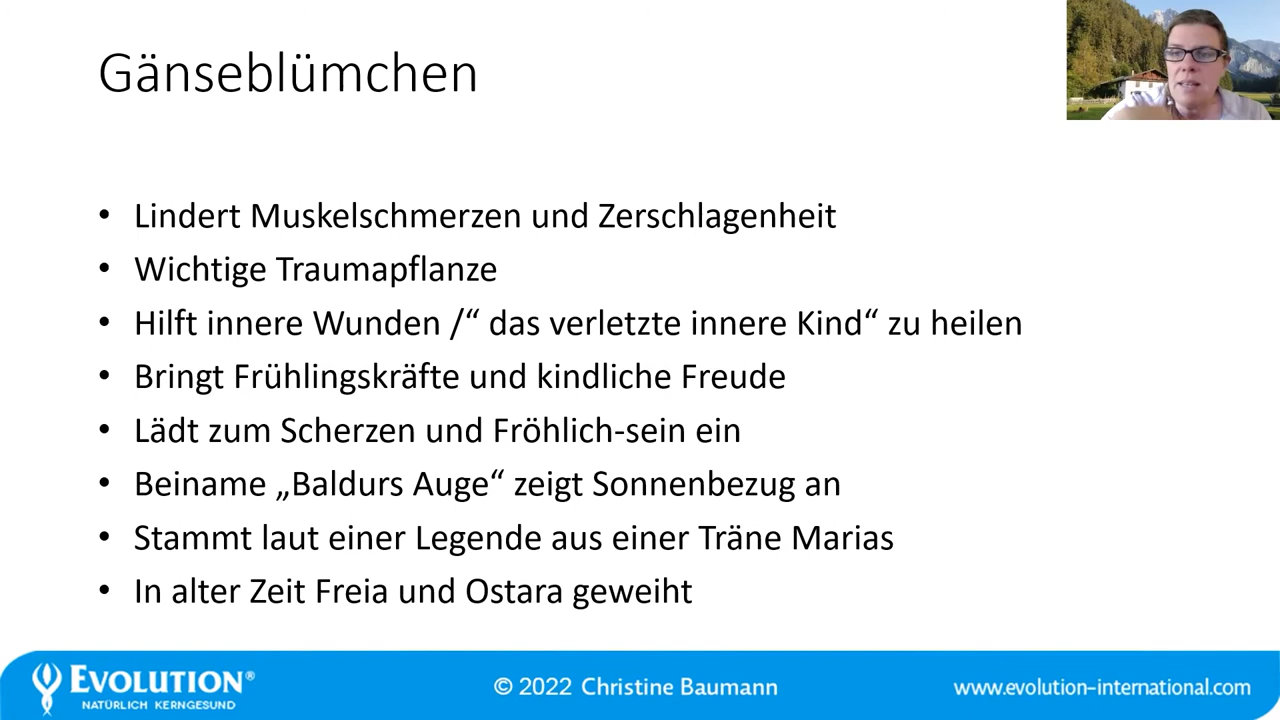 Gänseblümchen
• Lindert Muskelschmerzen und Zerschlagenheit
• Wichtige Traumapflanze
• Hilft innere Wunden /“ das verletzte innere Kind“ zu heilen
• Bringt Frühlingskräfte und kindliche Freude
• Lädt zum Scherzen und Fröhlich-sein ein
• Beiname „Baldurs Auge“ zeigt Sonnenbezug an
• Stammt laut einer Legende aus einer Träne Marias
• In alter Zeit Freia und Ostara geweiht
EVOLUTION®
NATÜRLICH KERNGESUND
© 2022 Christine Baumann
www.evolution-international.com